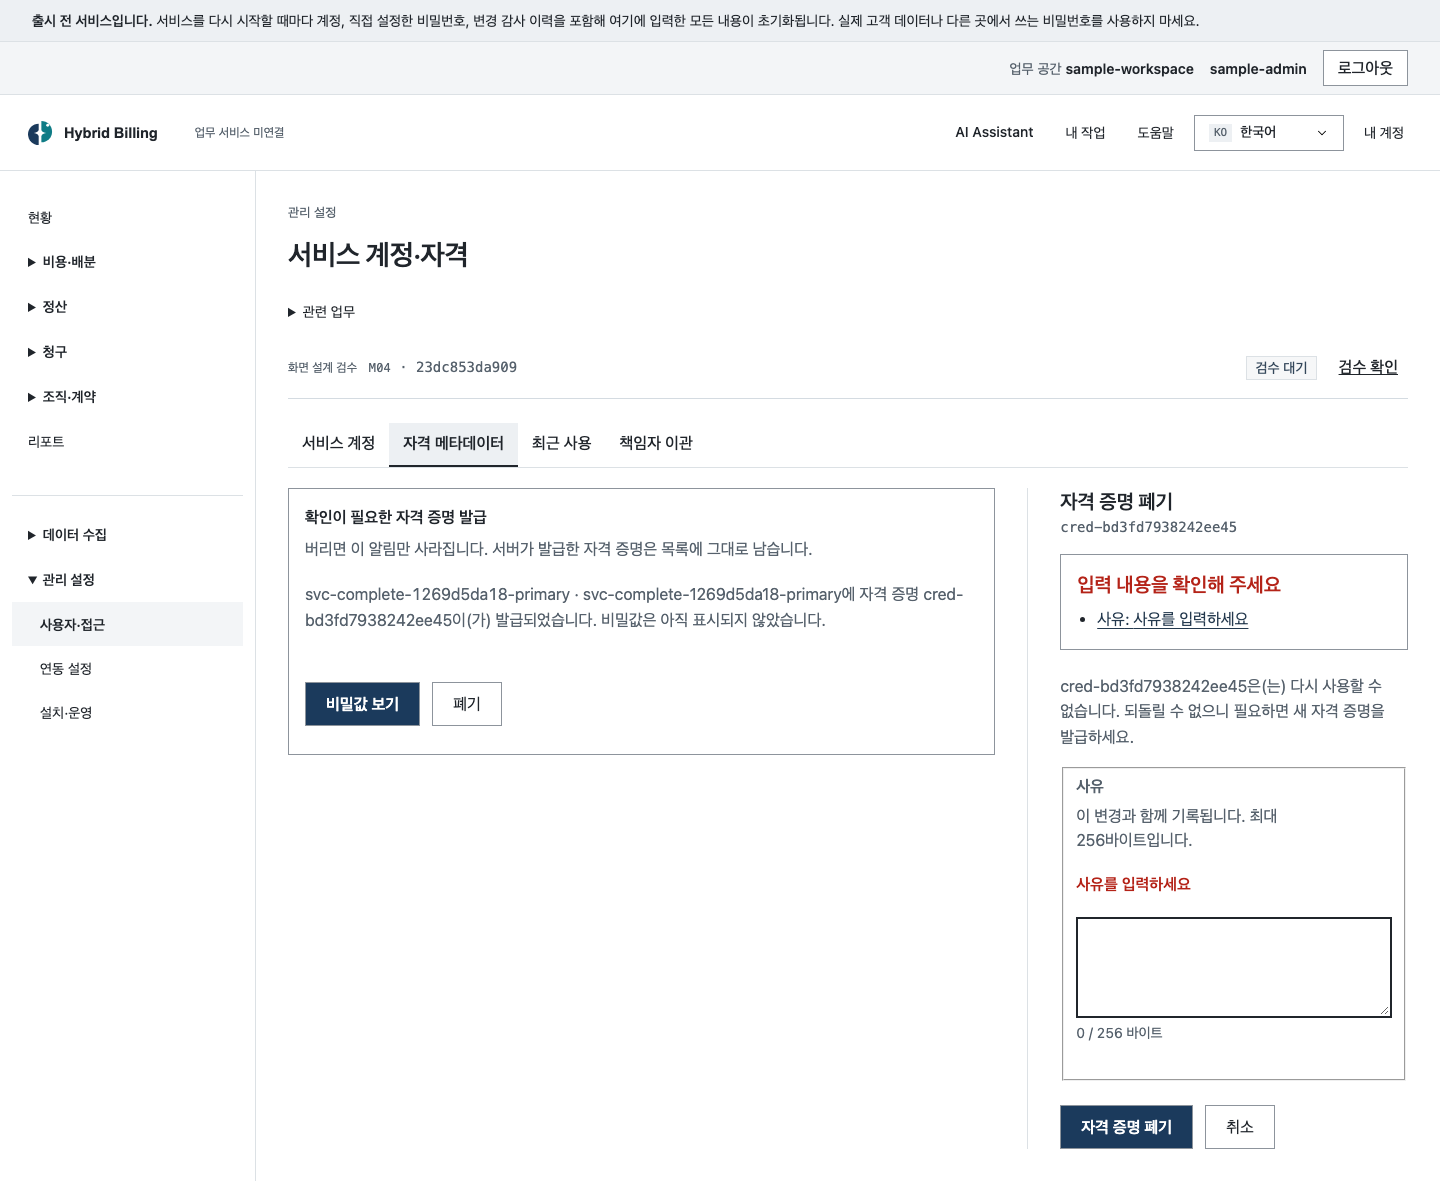 출시 전 서비스입니다. 서비스를 다시 시작할 때마다 계정, 직접 설정한 비밀번호, 변경 감사 이력을 포함해 여기에 입력한 모든 내용이 초기화됩니다. 실제 고객 데이터나 다른 곳에서 쓰는 비밀번호를 사용하지 마세요.
업무 공간 sample-workspace sample-admin 로그아웃
Hybrid Billing 업무 서비스 미연결 AI Assistant 내 작업 도움말 KO 한국어 내 계정
현황
비용·배분
정산
청구
조직·계약
리포트
데이터 수집
관리 설정
사용자·접근
연동 설정
설치·운영
관리 설정
서비스 계정·자격
관련 업무
화면 설계 검수 M04 · 23dc853da909 검수 대기 검수 확인
서비스 계정 자격 메타데이터 최근 사용 책임자 이관
확인이 필요한 자격 증명 발급
버리면 이 알림만 사라집니다. 서버가 발급한 자격 증명은 목록에 그대로 남습니다.
svc-complete-1269d5da18-primary · svc-complete-1269d5da18-primary에 자격 증명 cred-
bd3fd7938242ee45이(가) 발급되었습니다. 비밀값은 아직 표시되지 않았습니다.
비밀값 보기 폐기
자격 증명 폐기
cred-bd3fd7938242ee45
입력 내용을 확인해 주세요
사유: 사유를 입력하세요
cred-bd3fd7938242ee45은(는) 다시 사용할 수
없습니다. 되돌릴 수 없으니 필요하면 새 자격 증명을
발급하세요.
사유
이 변경과 함께 기록됩니다. 최대
256바이트입니다.
사유를 입력하세요
0 / 256 바이트
자격 증명 폐기 취소